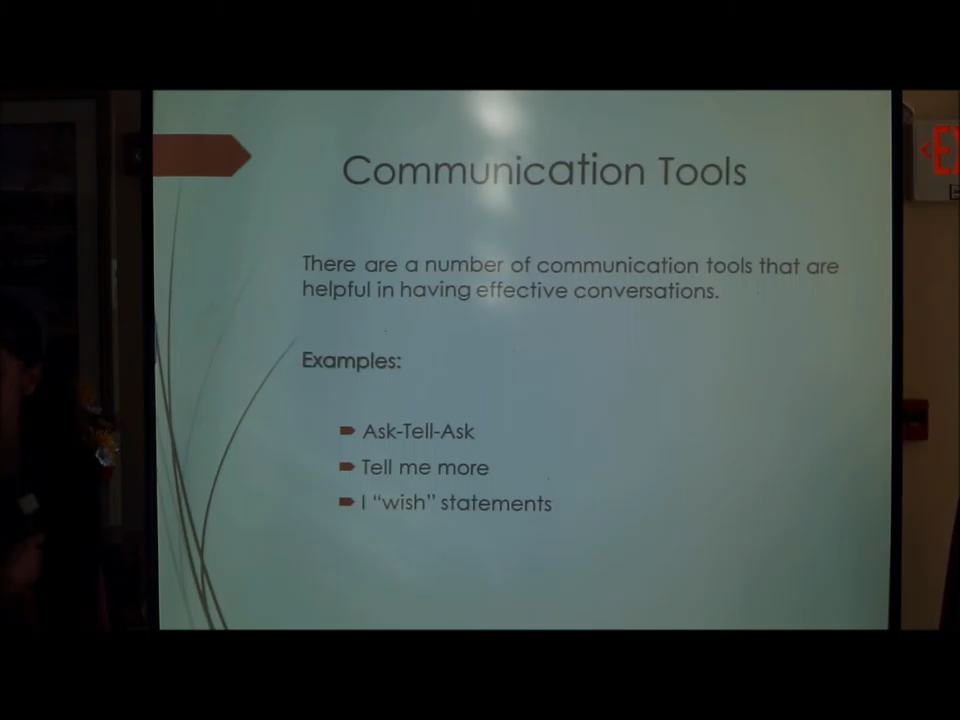 Communication Tools
There are a number of communication tools that are
helpful in having effective conversations.
Examples:
Ask-Tell-Ask
Tell me more
I “wish” statements